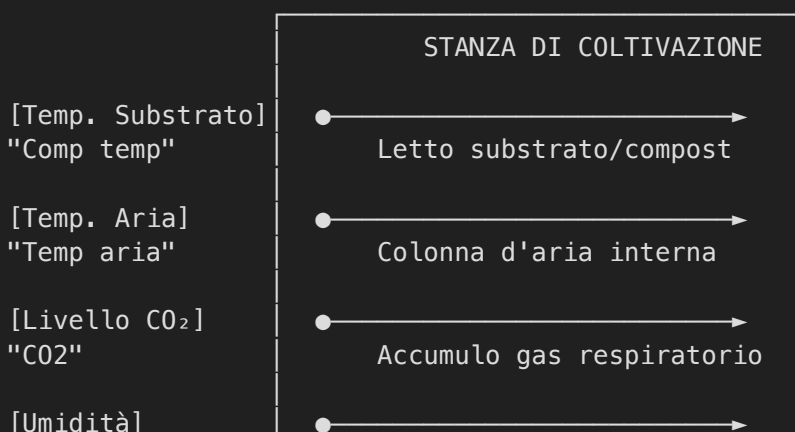 STANZA DI COLTIVAZIONE
[Temp. Substrato]
"Comp temp" Letto substrato/compost
[Temp. Aria]
"Temp aria" Colonna d'aria interna
[Livello CO₂]
"CO2" Accumulo gas respiratorio
[Umidità]